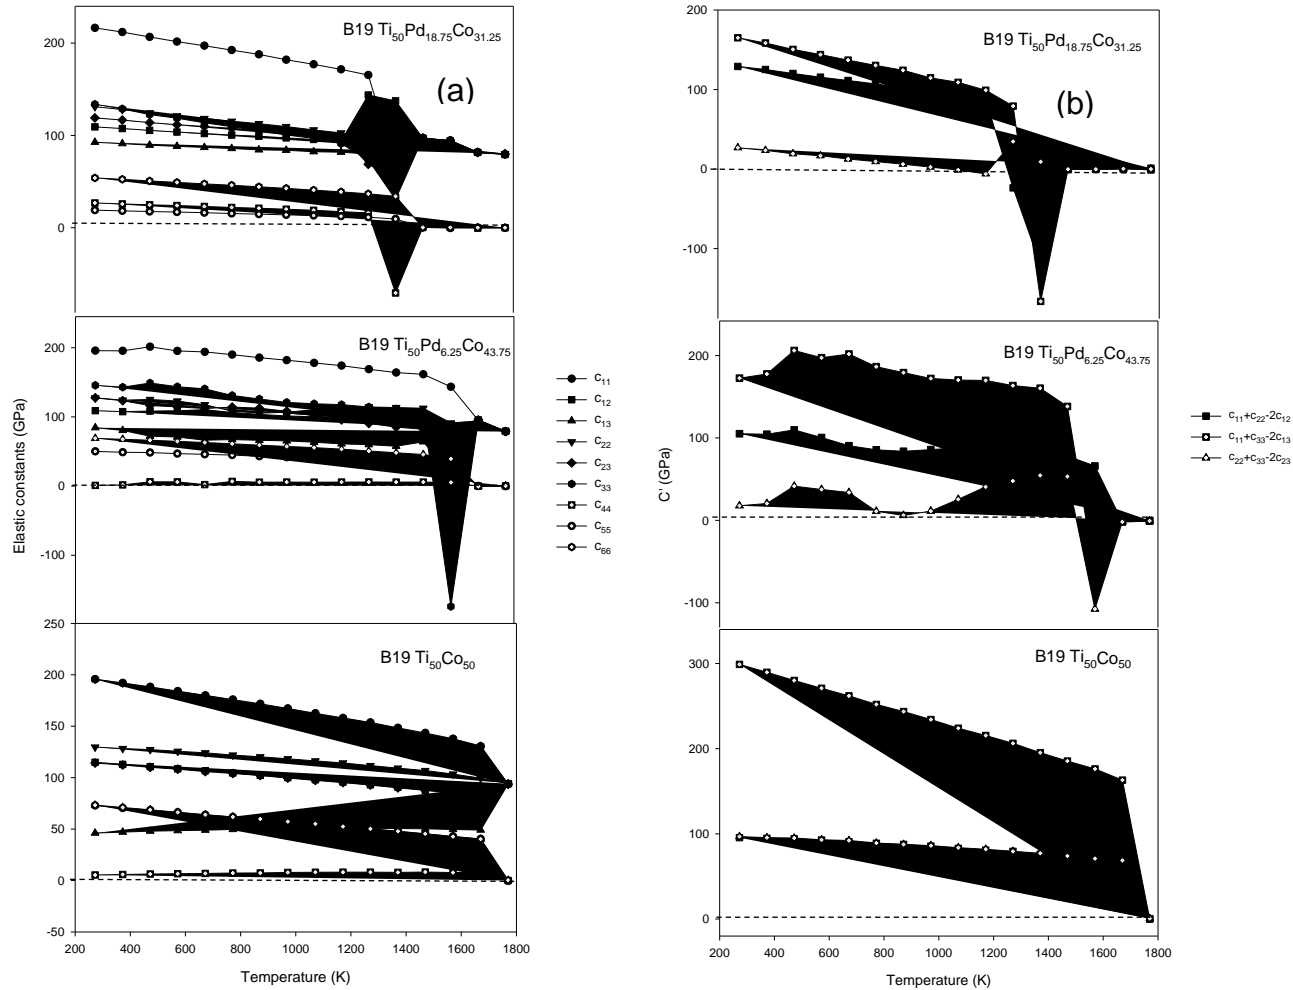 B19 Ti50Pd18.75Co31.25
(a)
200
100
0
B19 Ti50Pd6.25Co43.75
200
100
0
-100
Elastic constants (GPa)
B19 Ti50Co50
250
200
150
100
50
0
-50
200 400 600 800 1000 1200 1400 1600 1800
Temperature (K)
c11
c12
c13
c22
c23
c33
c44
c55
c66
B19 Ti50Pd18.75Co31.25
(b)
200
100
0
-100
B19 Ti50Pd6.25Co43.75
200
100
0
-100
C' (GPa)
B19 Ti50Co50
300
200
100
0
200 400 600 800 1000 1200 1400 1600 1800
Temperature (K)
c11+c22-2c12
c11+c33-2c13
c22+c33-2c23